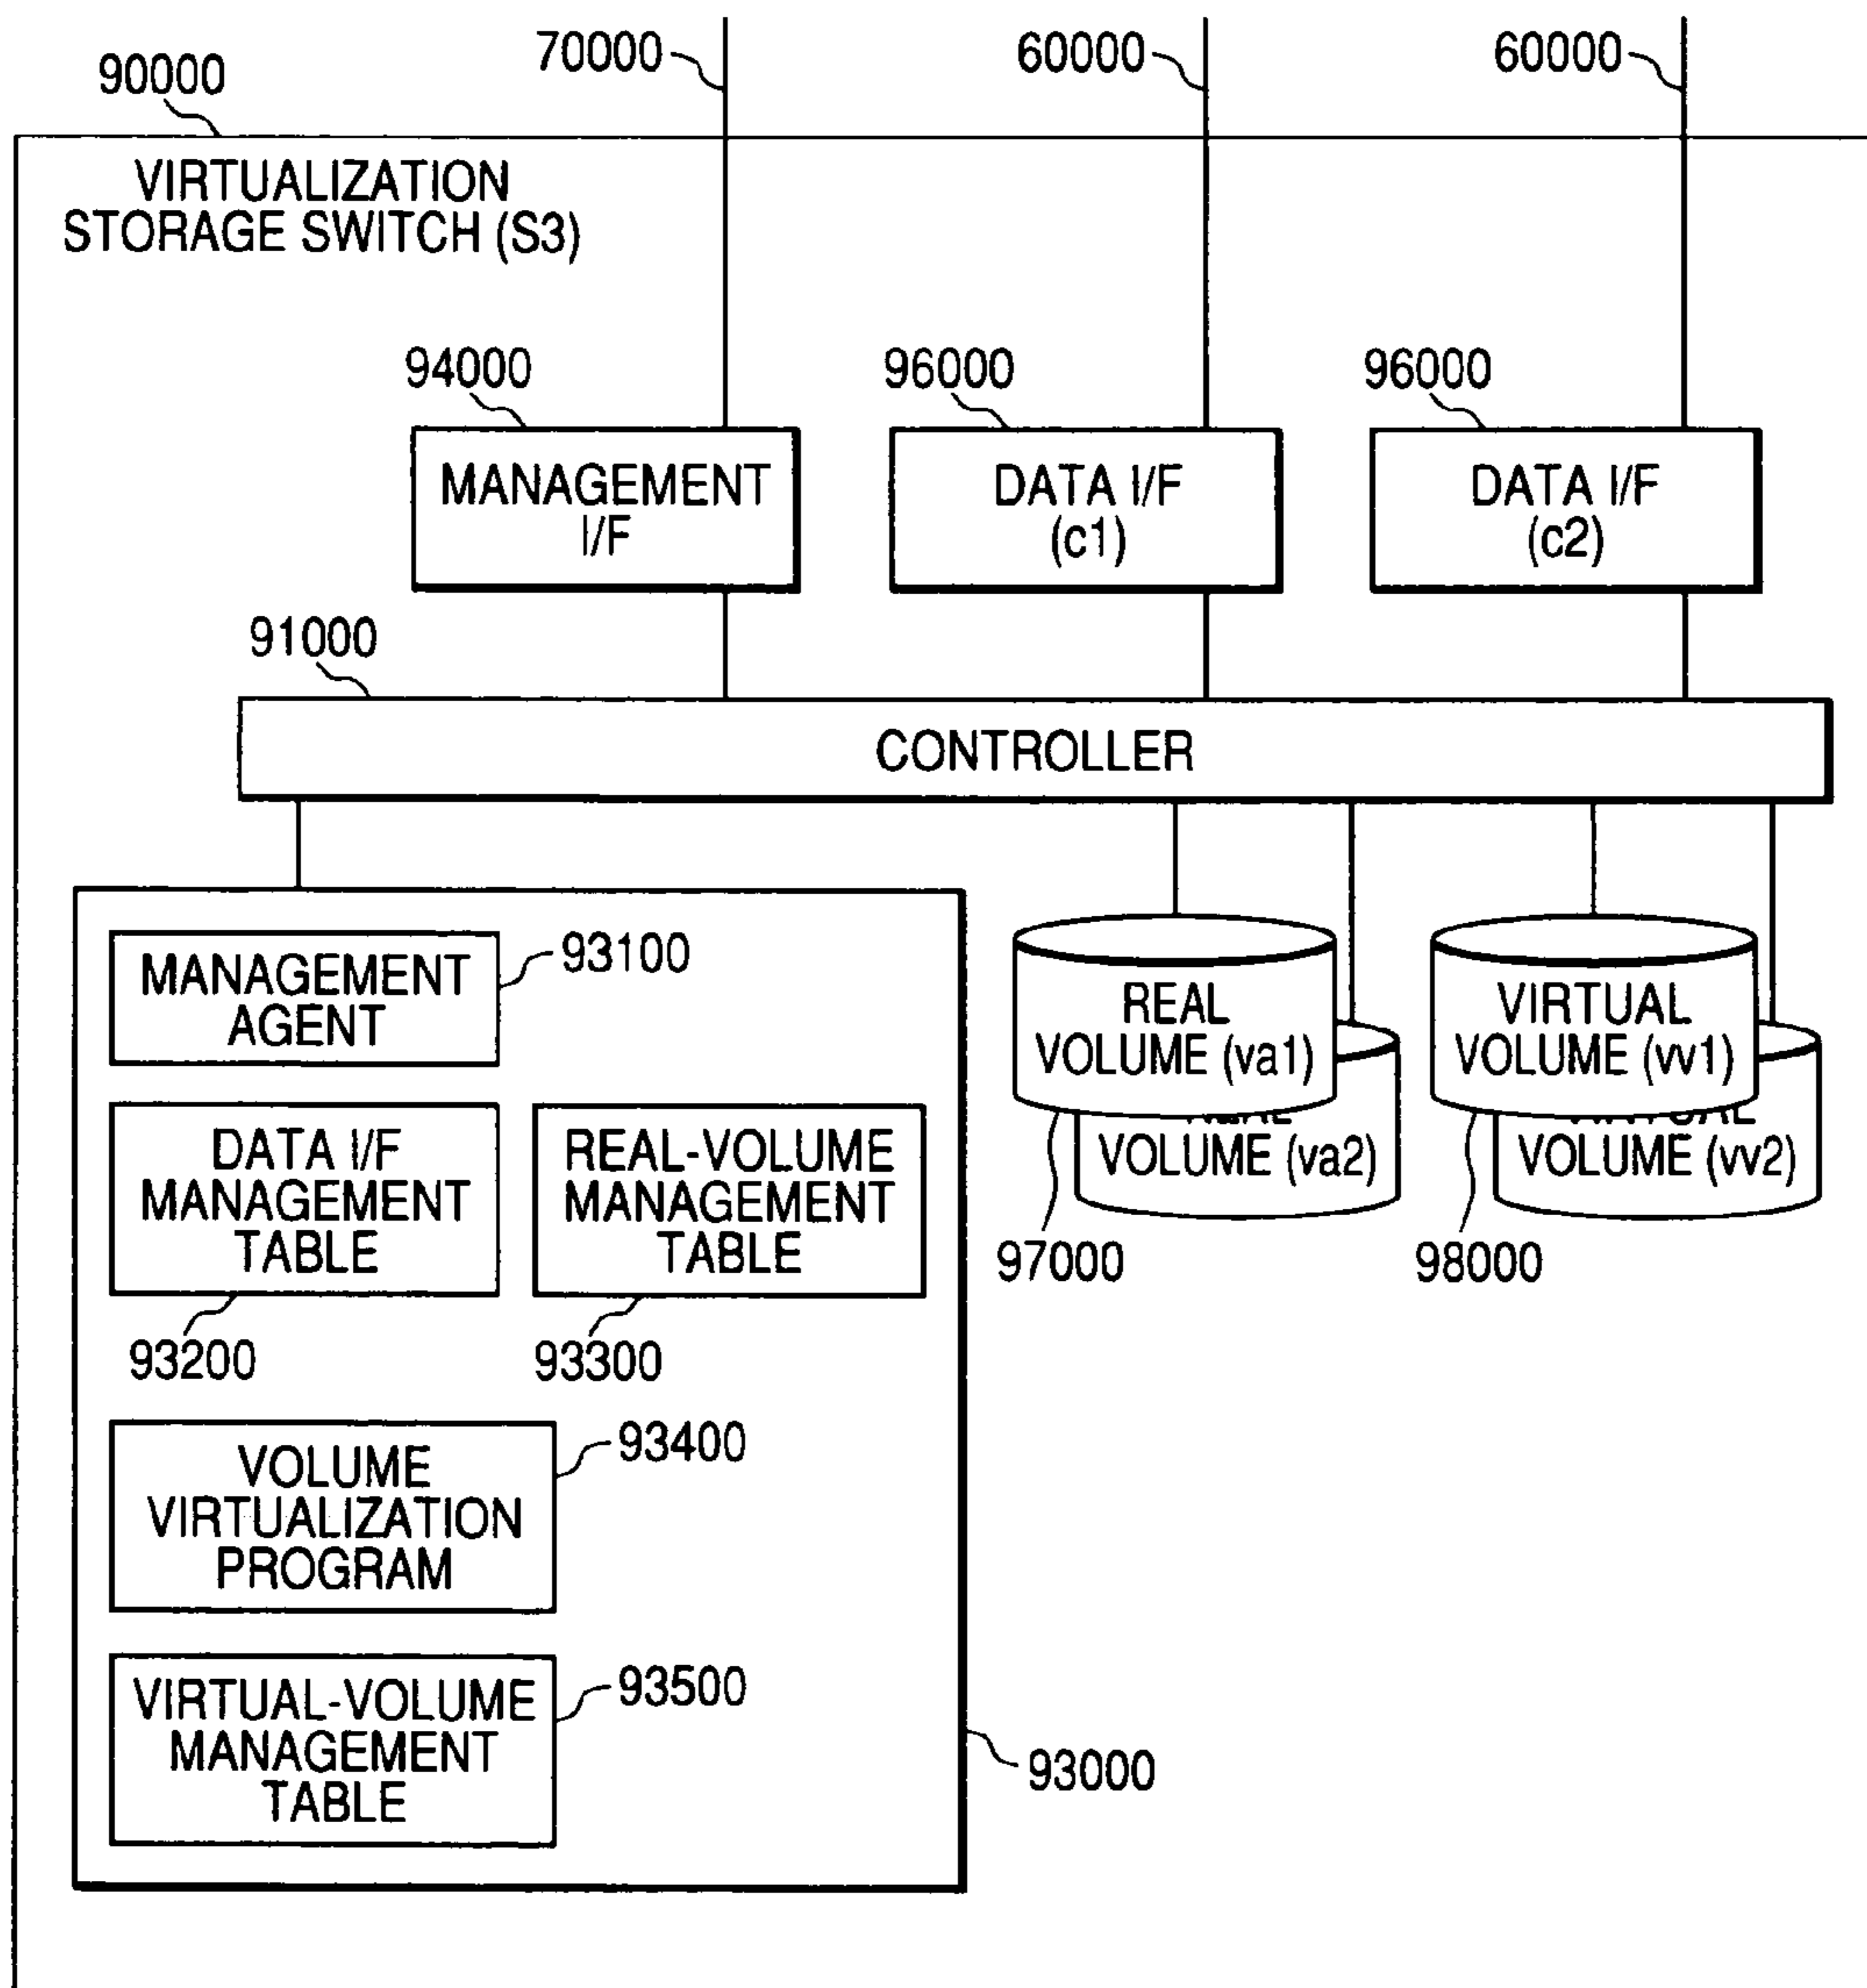 70000
60000
60000
90000
VIRTUALIZATION
STORAGE SWITCH (S3)
94000
96000
96000
MANAGEMENT
I/F
DATA I/F
(c1)
DATA I/F
(c2)
91000
CONTROLLER
MANAGEMENT
AGENT
93100
REAL
VOLUME (va1)
VIRTUAL
VOLUME (vv1)
DATA I/F
MANAGEMENT
TABLE
REAL-VOLUME
MANAGEMENT
TABLE
VOLUME (va2)
VOLUME (vv2)
97000
98000
93200
93300
VOLUME
VIRTUALIZATION
PROGRAM
93400
VIRTUAL-VOLUME
MANAGEMENT
TABLE
93500
93000